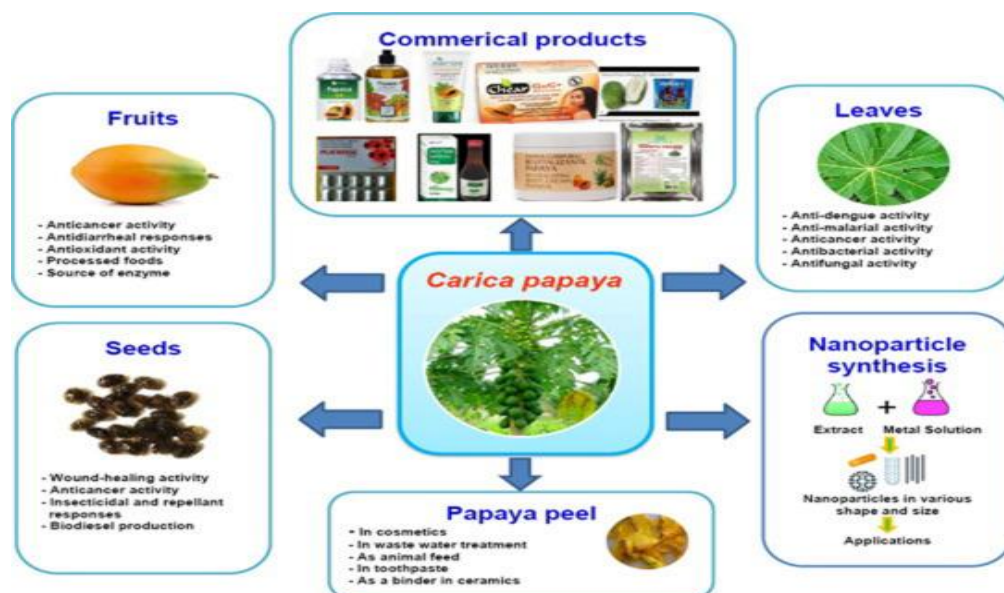 Commerical products
Papaya
Chear
REVITALIZANTE
PAPAYA
Fruits
- Anticancer activity
- Antidiarrheal responses
- Antioxidant activity
- Processed foods
- Source of enzyme
Leaves
- Anti-dengue activity
- Anti-malarial activity
- Anticancer activity
- Antibacterial activity
- Antifungal activity
Carica papaya
Seeds
- Wound-healing activity
- Anticancer activity
- Insecticidal and repellant
responses
- Biodiesel production
Nanoparticle
synthesis
+
Extract Metal Solution
Nanoparticles in various
shape and size
Applications
Papaya peel
- In cosmetics
- In waste water treatment
- As animal feed
- In toothpaste
- As a binder in ceramics